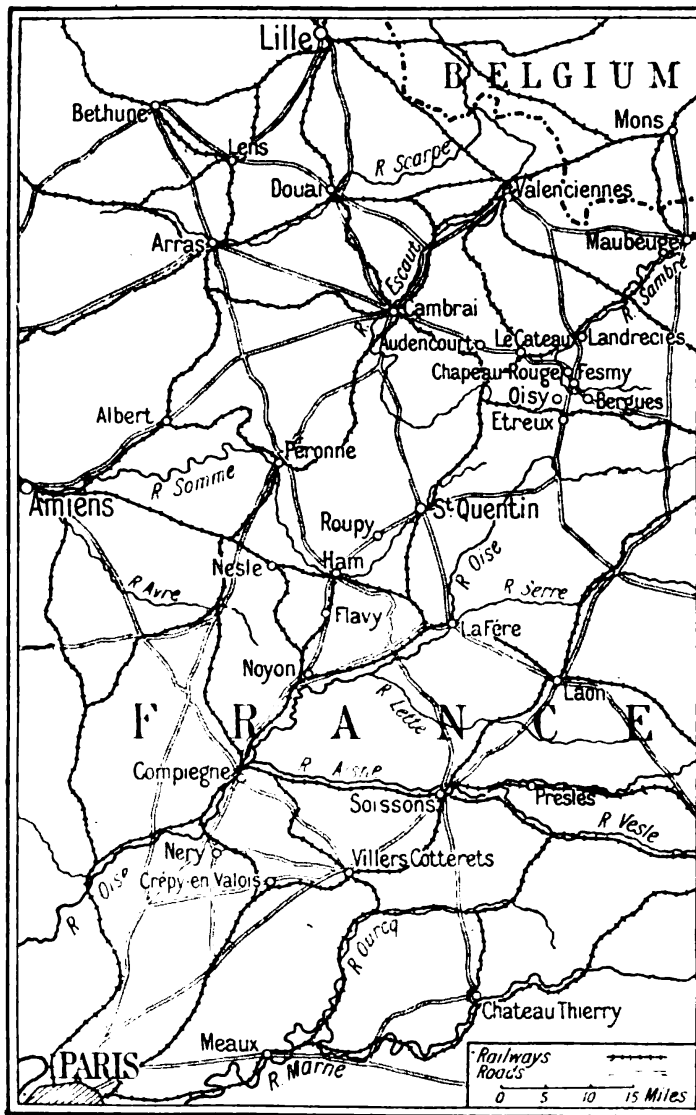 Lille
BELGIUM
Bethune
Mons
Lens
R Scarpe
Douai
Valenciennes
Arras
Maubeuge
R. Escaut
R. Sambre
Cambrai
Audencourt
Le Cateau
Landrecies
Chapeau Rouge
Fesmy
Oisy
Bergues
Albert
Etreux
Péronne
R Somme
Amiens
St. Quentin
Roupy
R Oise
Nesle
Ham
R Avre
R Serre
Flavy
La Fére
Noyon
Laon
R Lette
FRANCE
Compiegne
R Aisne
Soissons
Presles
R Vesle
Nery
Villers Cotterets
R Oise
Crépy-en-Valois
R Ourcq
Chateau Thierry
Meaux
R Marne
PARIS
Railways
Roads
0 5 10 15 Miles